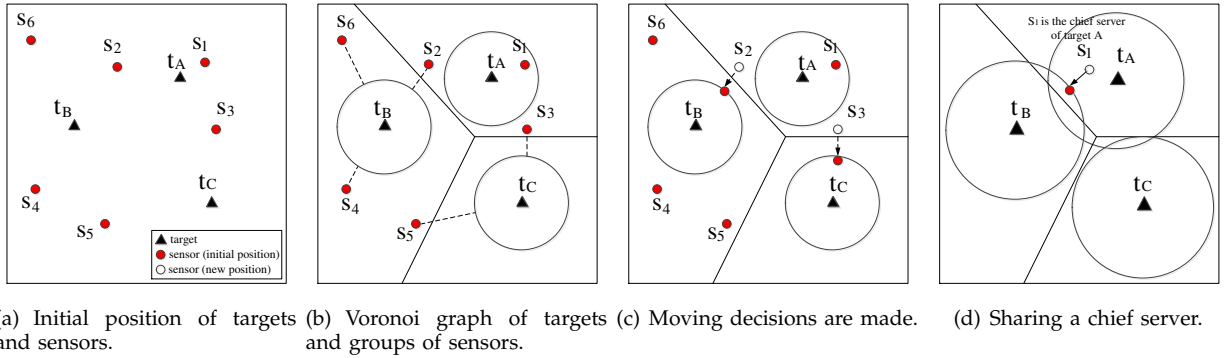 s6
s2
s1
tA
tB
s3
tC
s4
s5
target
sensor (initial position)
sensor (new position)
s6
s2
s1
tA
s3
tB
tC
s4
s5
s6
s2
s1
tA
s3
tB
tC
s4
s5
S1 is the chief server
of target A
s1
tA
tB
tC
(a) Initial position of targets
and sensors.
(b) Voronoi graph of targets
and groups of sensors.
(c) Moving decisions are made.
(d) Sharing a chief server.